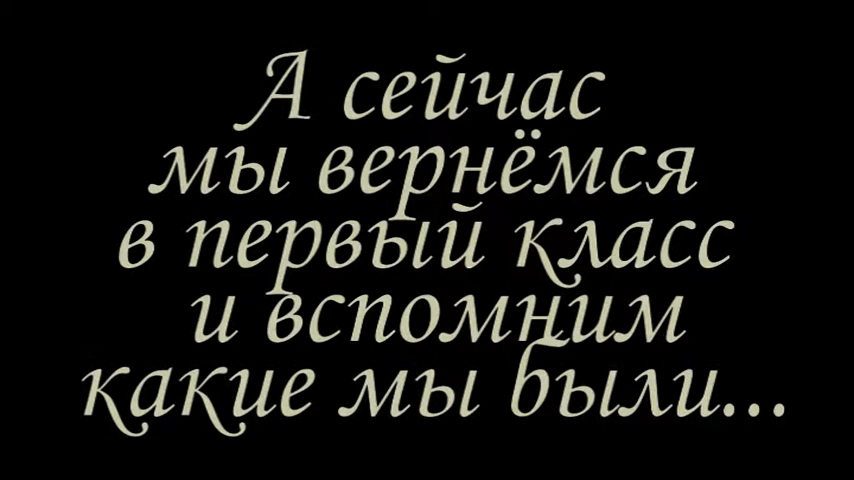 А сейчас
мы вернёмся
в первый класс
и вспомним
какие мы были...